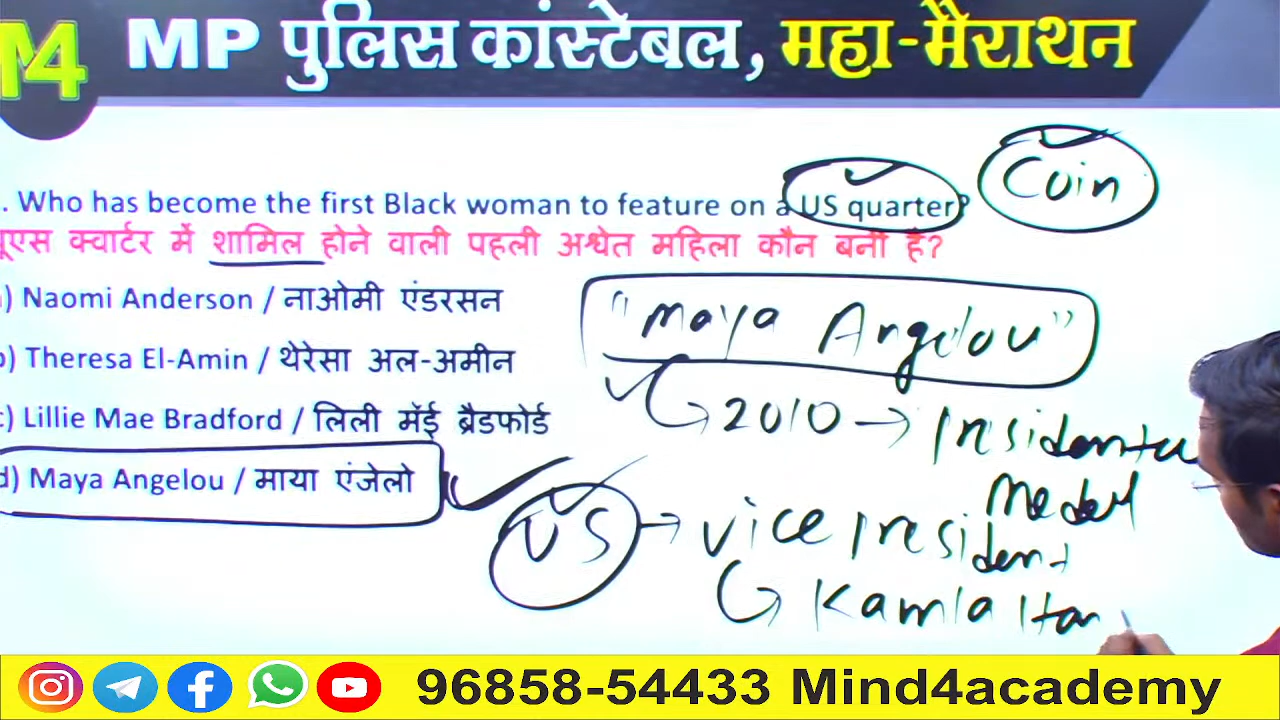 M4 MP पुलिस कांस्टेबल, महा-मैराथन
. Who has become the first Black woman to feature on a US quarter?
Coin
यूएस क्वार्टर में शामिल होने वाली पहली अश्वेत महिला कौन बनी है?
) Naomi Anderson / नाओमी एंडरसन
"Maya Angelou"
) Theresa El-Amin / थेरेसा अल-अमीन
) Lillie Mae Bradford / लिली मॅई ब्रैडफोर्ड
2010 →
d) Maya Angelou / माया एंजेलो
US → vice president
Kamla Har
96858-54433 Mind4academy